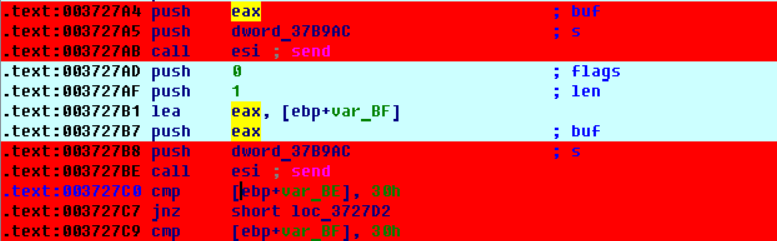 .text:003727A4 push eax ; buf
.text:003727A5 push dword_37B9AC ; s
.text:003727AB call esi ; send
.text:003727AD push 0 ; flags
.text:003727AF push 1 ; len
.text:003727B1 lea eax, [ebp+var_BF]
.text:003727B7 push eax ; buf
.text:003727B8 push dword_37B9AC ; s
.text:003727BE call esi ; send
.text:003727C0 cmp [ebp+var_BF], 30h
.text:003727C7 jnz short loc_3727D2
.text:003727C9 cmp [ebp+var_BF], 30h